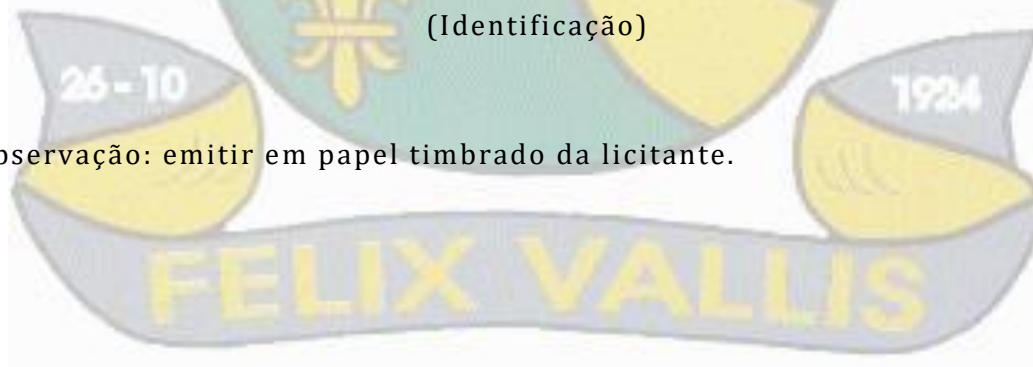 (Identificação)
26-10
1924
bservação: emitir em papel timbrado da licitante.
FELIX VALLIS